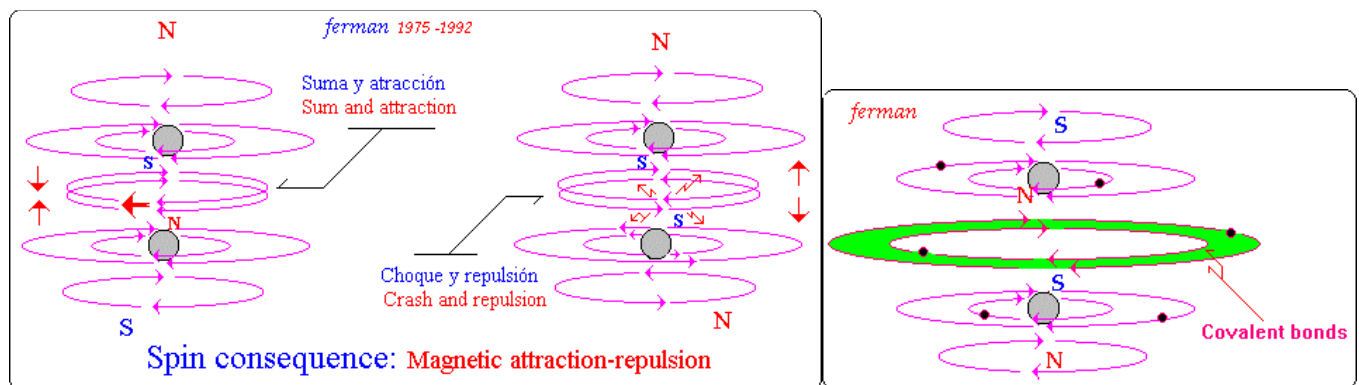 N
ferman 1975 -1992
N
Suma y atracción
Sum and attraction
S
S
N
S
Choque y repulsión
Crash and repulsion
S
N
Spin consequence: Magnetic attraction-repulsion
ferman
S
N
S
Covalent bonds
N